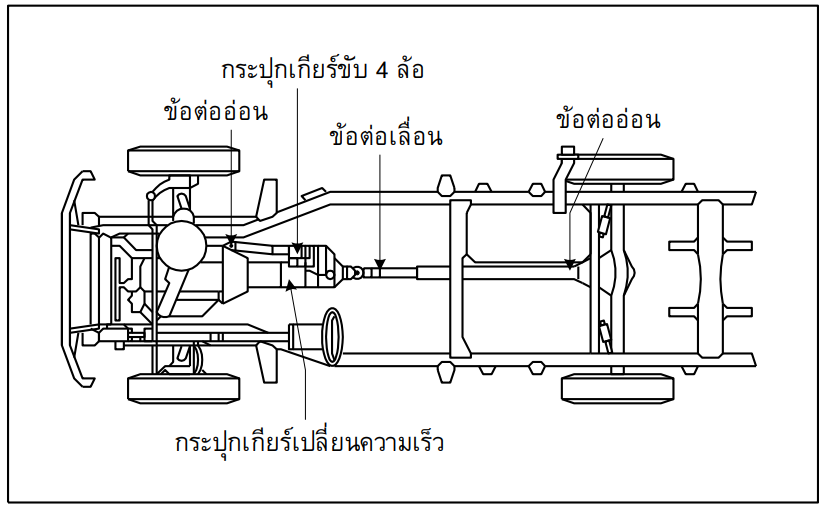 กระปุกเกียร์ขับ 4 ล้อ
ข้อต่ออ่อน
ข้อต่อเลื่อน
ข้อต่ออ่อน
กระปุกเกียร์เปลี่ยนความเร็ว